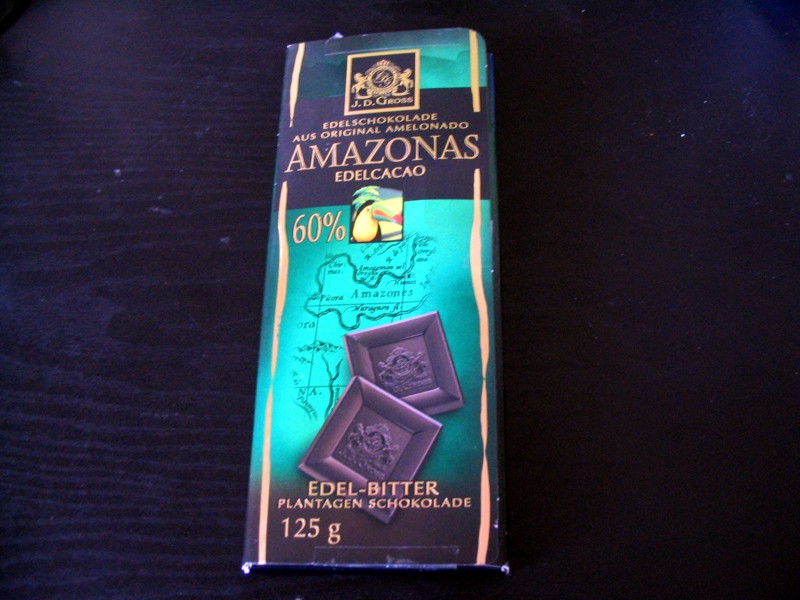 J. D. GROSS
EDELSCHOKOLADE
AUS ORIGINAL AMELONADO
AMAZONAS
EDELCACAO
60%
Amazones
EDEL-BITTER
PLANTAGEN SCHOKOLADE
125 g